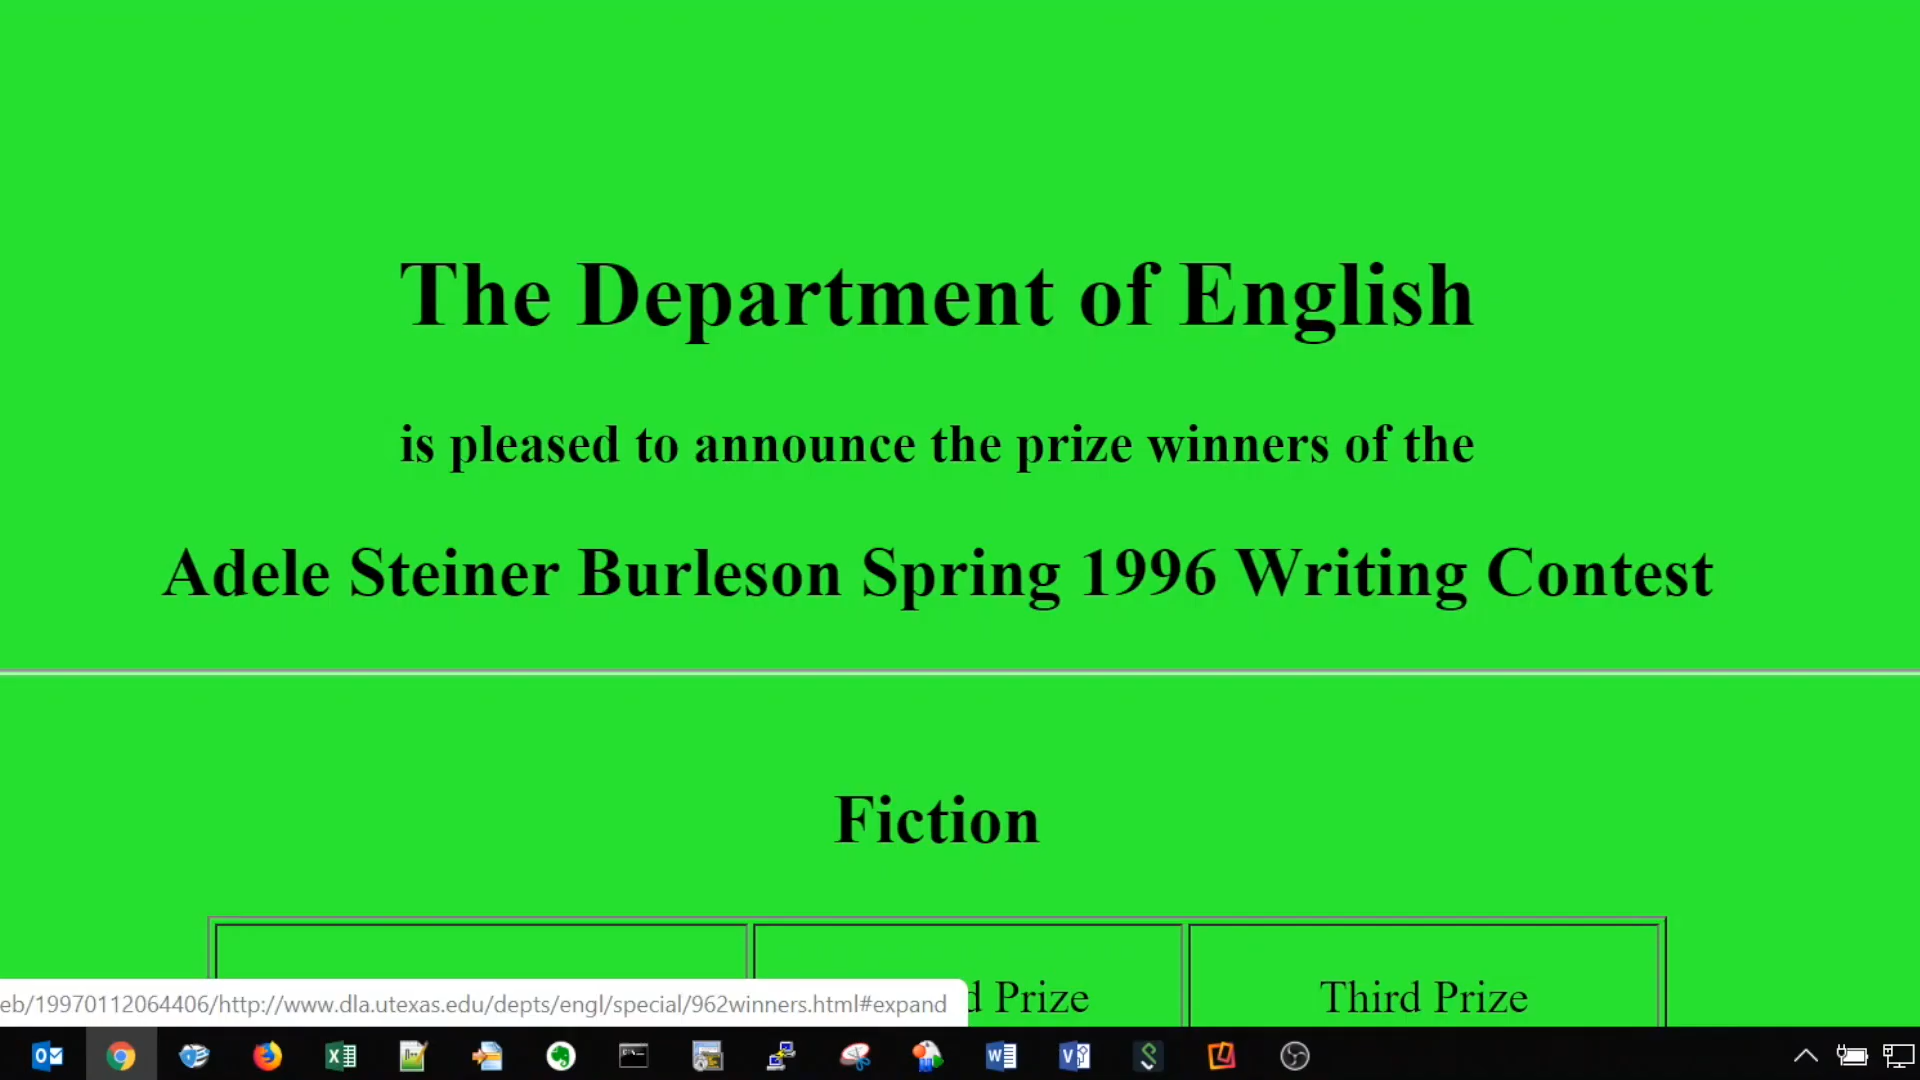 The Department of English
is pleased to announce the prize winners of the
Adele Steiner Burleson Spring 1996 Writing Contest
Fiction
d Prize
Third Prize
eb/19970112064406/http://www.dla.utexas.edu/depts/engl/special/962winners.html#expand